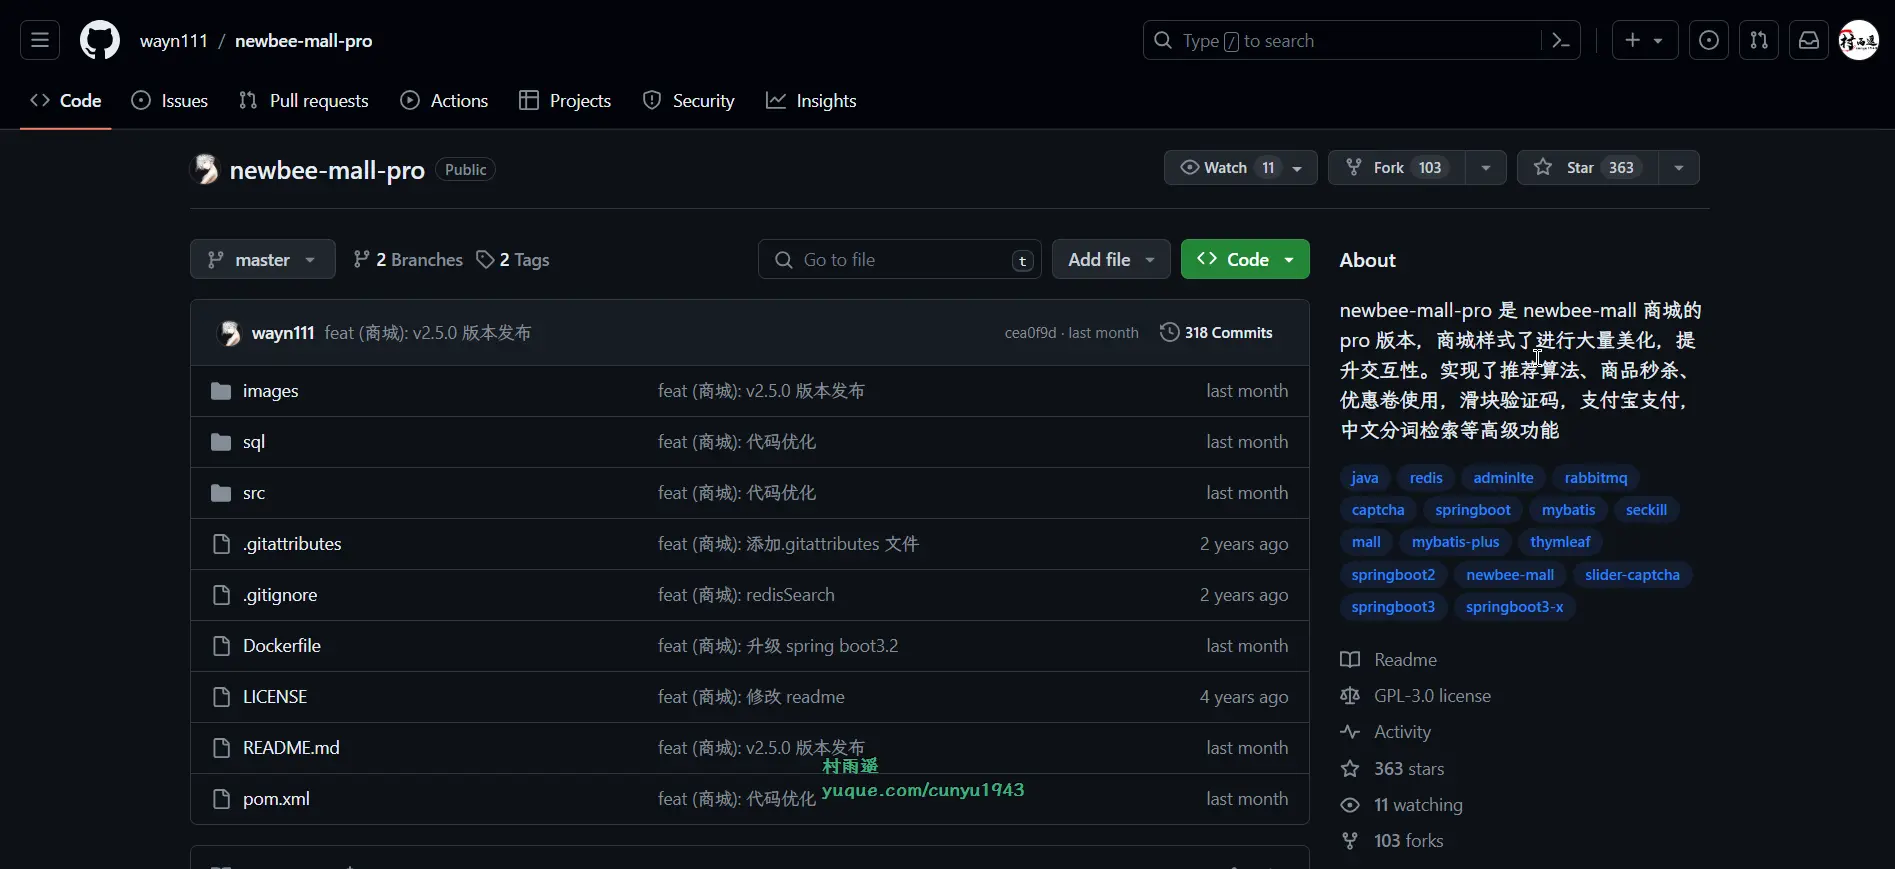 wayn111 / newbee-mall-pro
Type / to search
Code
Issues
Pull requests
Actions
Projects
Security
Insights
newbee-mall-pro
Public
Watch 11
Fork 103
Star 363
master
2 Branches
2 Tags
Go to file
t
Add file
Code
wayn111 feat (商城): v2.5.0 版本发布
cea0f9d · last month
318 Commits
images feat (商城): v2.5.0 版本发布 last month
sql feat (商城): 代码优化 last month
src feat (商城): 代码优化 last month
.gitattributes feat (商城): 添加.gitattributes 文件 2 years ago
.gitignore feat (商城): redisSearch 2 years ago
Dockerfile feat (商城): 升级 spring boot3.2 last month
LICENSE feat (商城): 修改 readme 4 years ago
README.md feat (商城): v2.5.0 版本发布 last month
pom.xml feat (商城): 代码优化 last month
村雨遥
yuque.com/cunyu1943
About
newbee-mall-pro 是 newbee-mall 商城的
pro 版本，商城样式了进行大量美化，提
升交互性。实现了推荐算法、商品秒杀、
优惠卷使用，滑块验证码，支付宝支付，
中文分词检索等高级功能
java redis adminlte rabbitmq
captcha springboot mybatis seckill
mall mybatis-plus thymleaf
springboot2 newbee-mall slider-captcha
springboot3 springboot3-x
Readme
GPL-3.0 license
Activity
363 stars
11 watching
103 forks